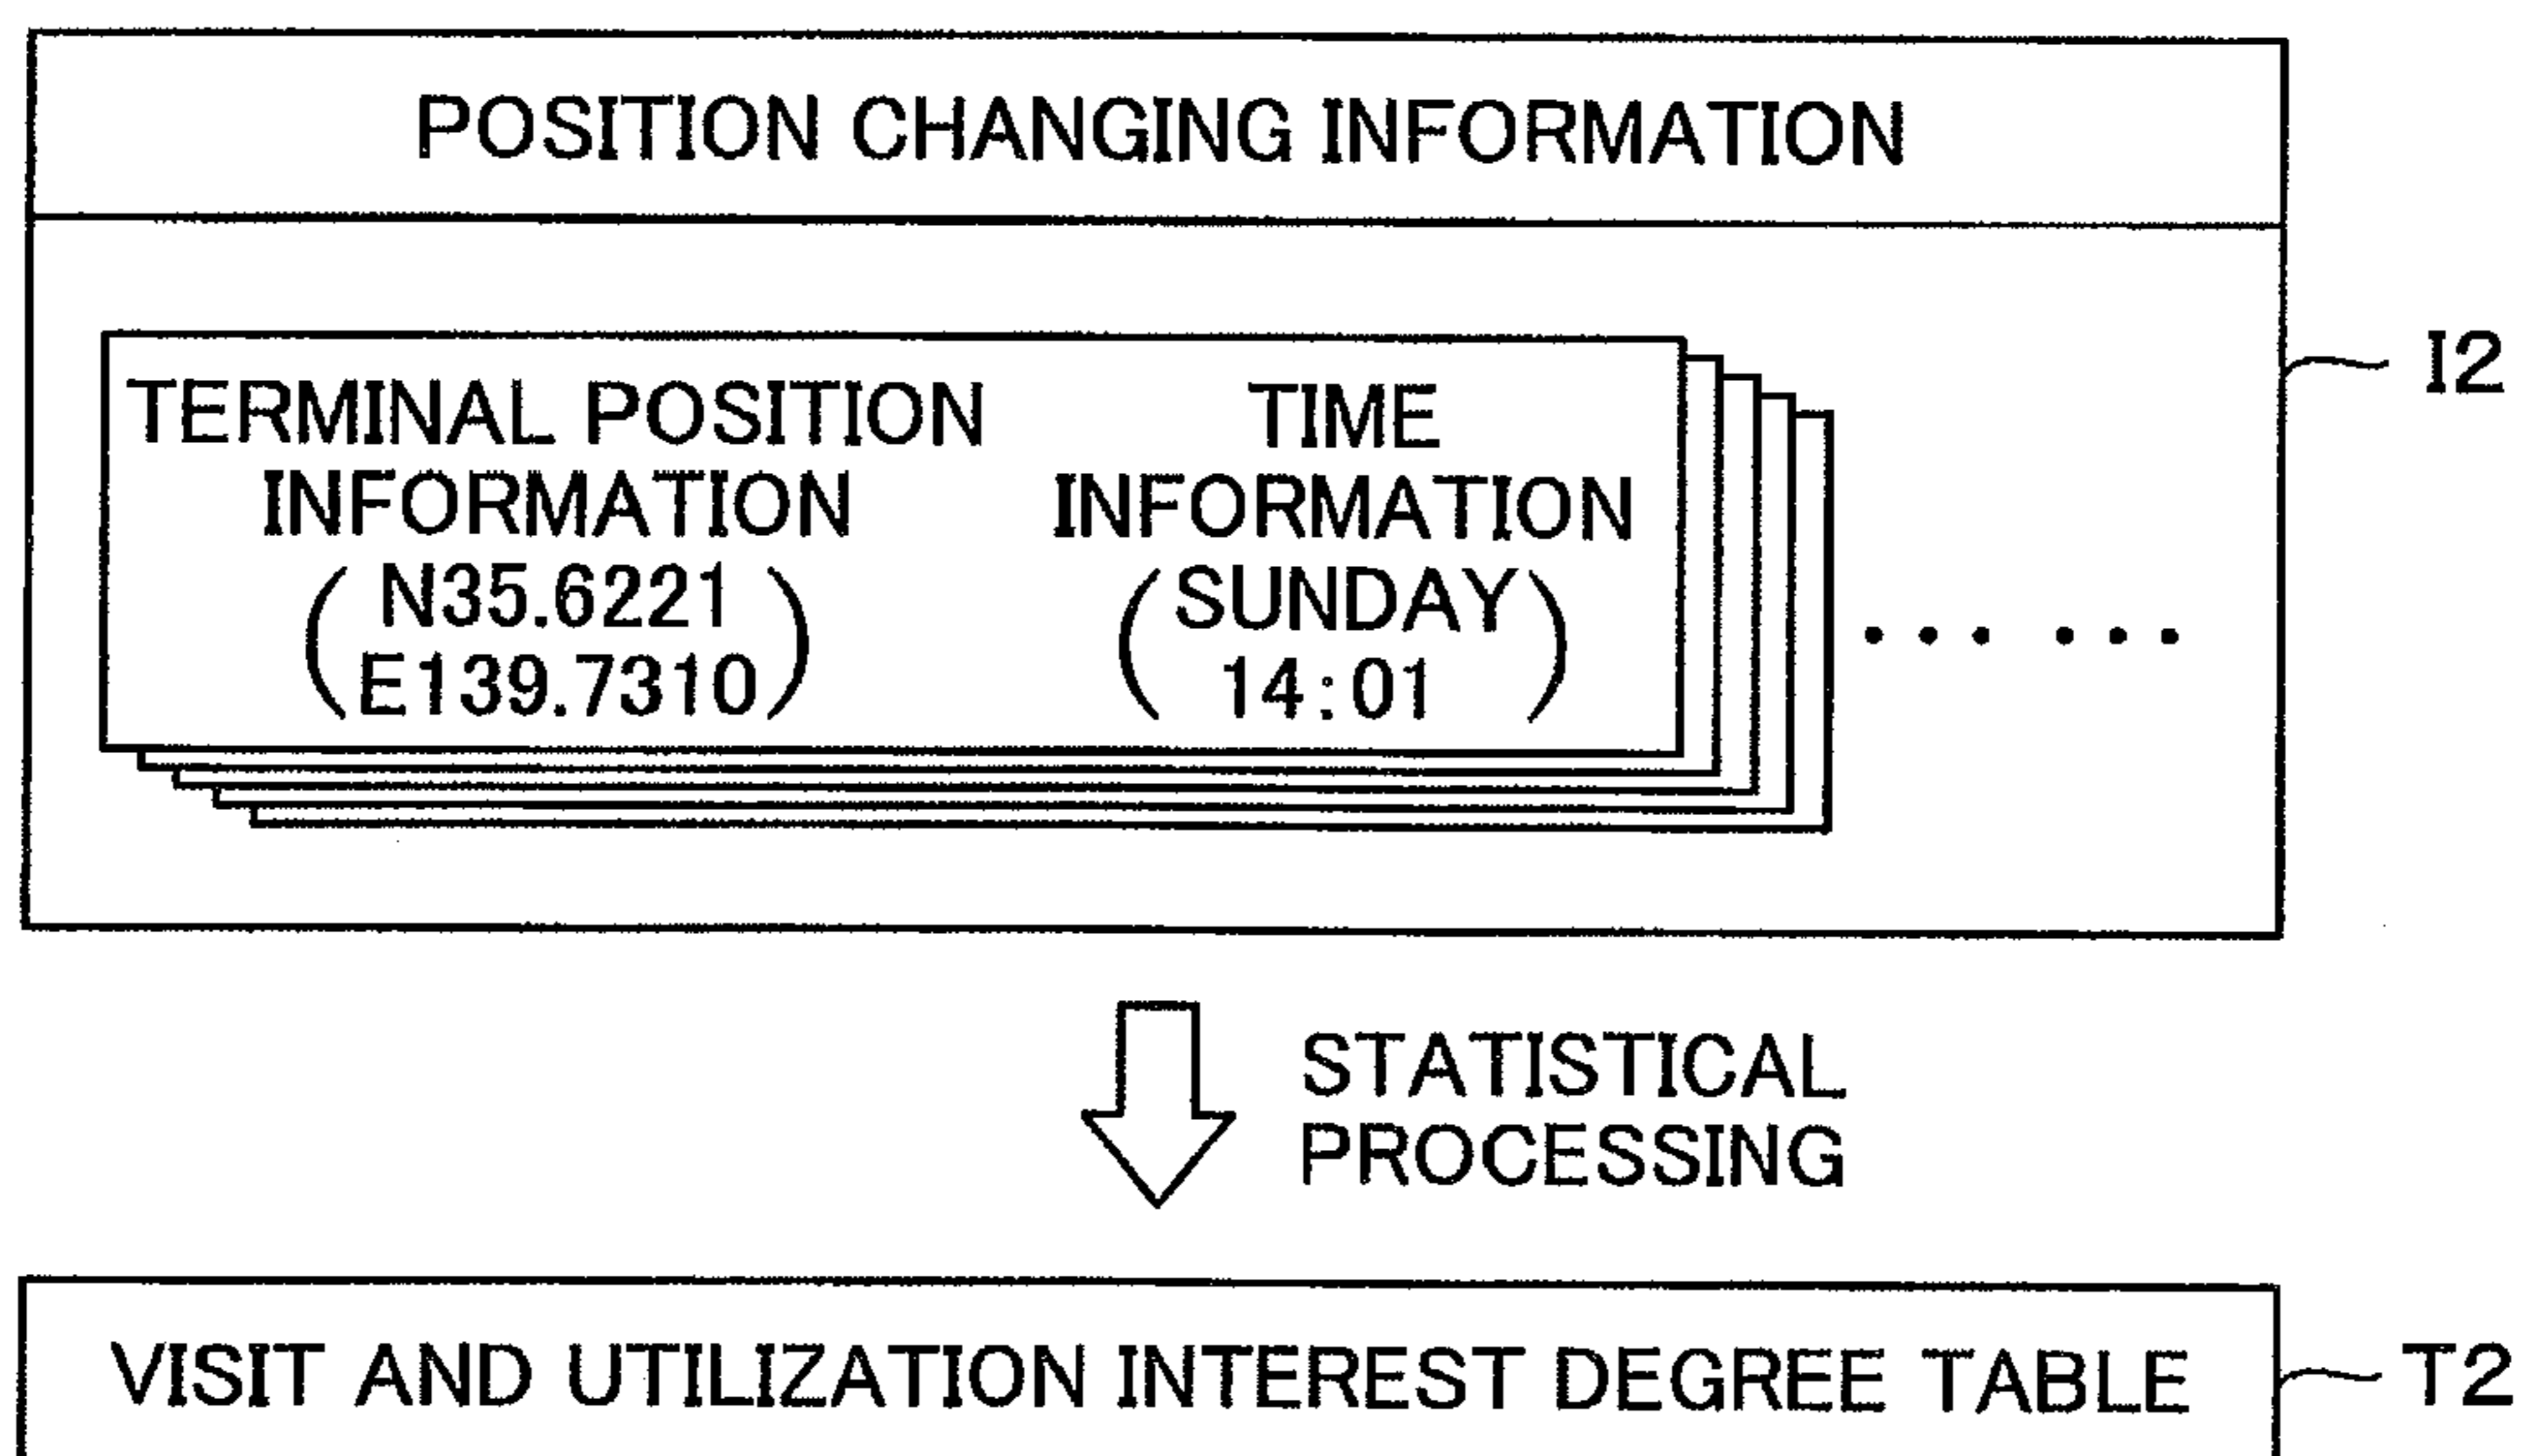 POSITION CHANGING INFORMATION
I2
TERMINAL POSITION INFORMATION
(N35.6221
E139.7310)
TIME INFORMATION
(SUNDAY
14:01)
・・・ ・・・
STATISTICAL
PROCESSING
VISIT AND UTILIZATION INTEREST DEGREE TABLE
T2